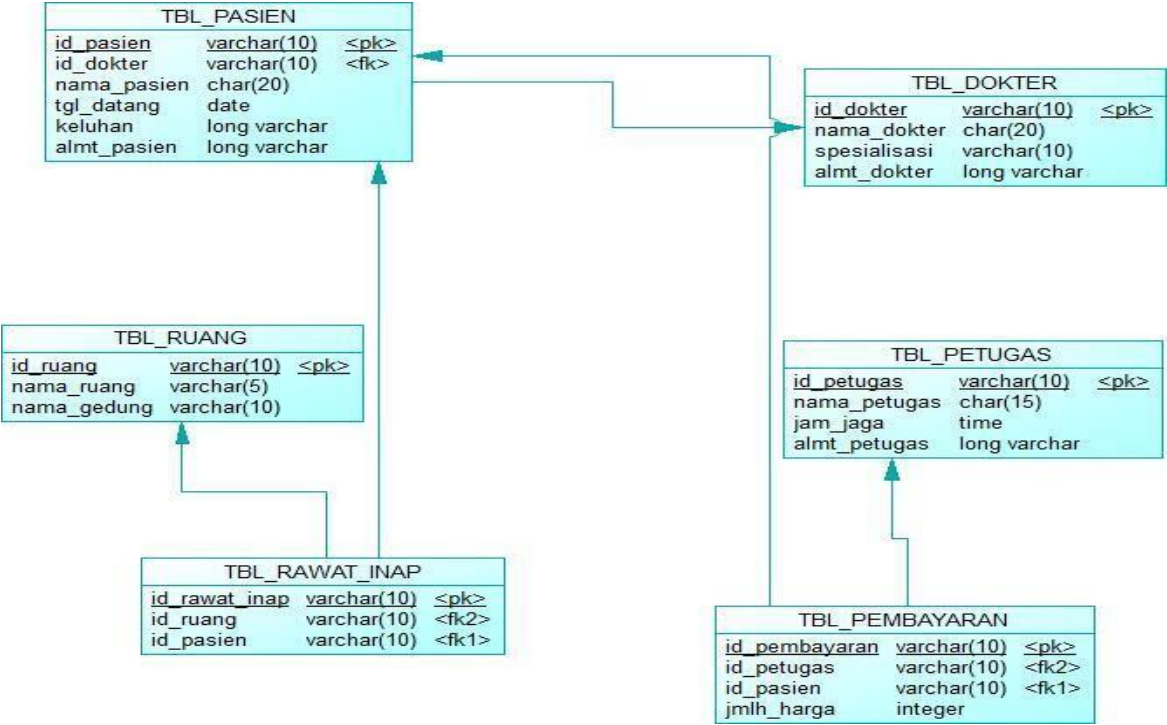 TBL_PASIEN
id_pasien varchar(10) <pk>
id_dokter varchar(10) <fk>
nama_pasien char(20)
tgl_datang date
keluhan long varchar
almt_pasien long varchar
TBL_DOKTER
id_dokter varchar(10) <pk>
nama_dokter char(20)
spesialisasi varchar(10)
almt_dokter long varchar
TBL_RUANG
id_ruang varchar(10) <pk>
nama_ruang varchar(5)
nama_gedung varchar(10)
TBL_PETUGAS
id_petugas varchar(10) <pk>
nama_petugas char(15)
jam_jaga time
almt_petugas long varchar
TBL_RAWAT_INAP
id_rawat_inap varchar(10) <pk>
id_ruang varchar(10) <fk2>
id_pasien varchar(10) <fk1>
TBL_PEMBAYARAN
id_pembayaran varchar(10) <pk>
id_petugas varchar(10) <fk2>
id_pasien varchar(10) <fk1>
jmlh_harga integer